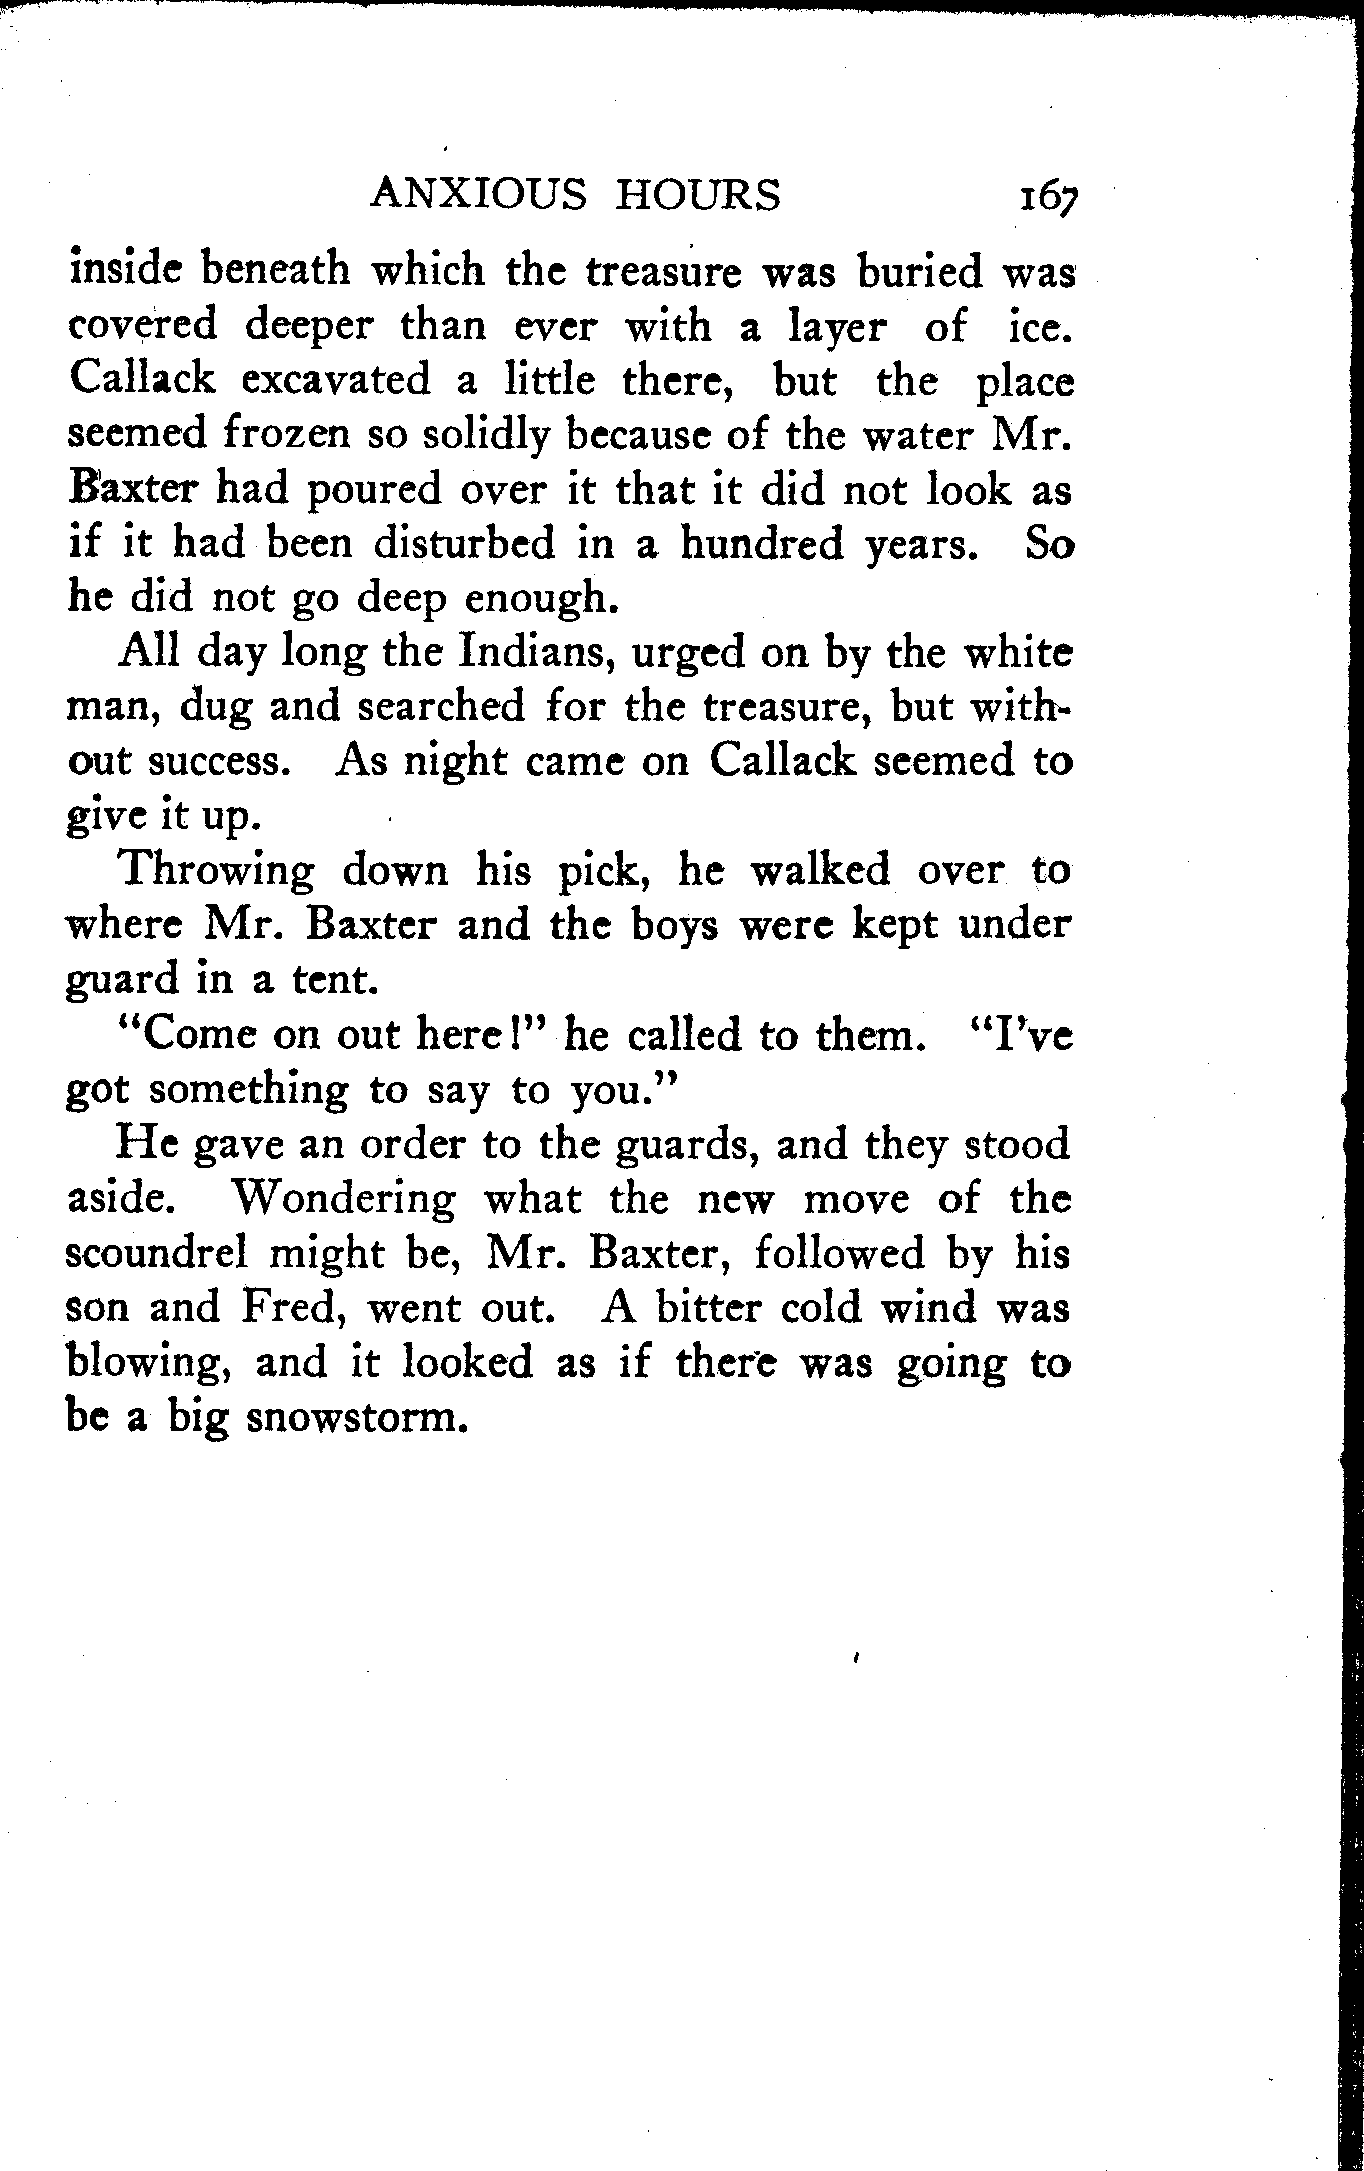 ANXIOUS HOURS 167
inside beneath which the treasure was buried was
covered deeper than ever with a layer of ice.
Callack excavated a little there, but the place
seemed frozen so solidly because of the water Mr.
Baxter had poured over it that it did not look as
if it had been disturbed in a hundred years. So
he did not go deep enough.
All day long the Indians, urged on by the white
man, dug and searched for the treasure, but with-
out success. As night came on Callack seemed to
give it up.
Throwing down his pick, he walked over to
where Mr. Baxter and the boys were kept under
guard in a tent.
“Come on out here!” he called to them. “I’ve
got something to say to you.”
He gave an order to the guards, and they stood
aside. Wondering what the new move of the
scoundrel might be, Mr. Baxter, followed by his
son and Fred, went out. A bitter cold wind was
blowing, and it looked as if there was going to
be a big snowstorm.